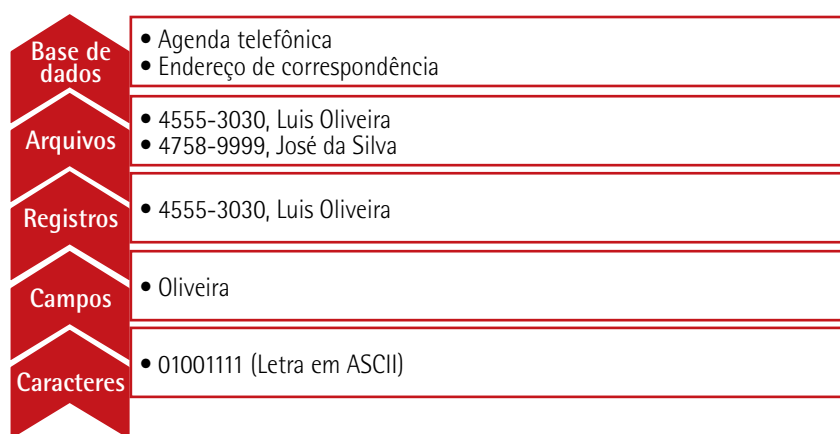 Base de
dados
• Agenda telefônica
• Endereço de correspondência
Arquivos
• 4555-3030, Luis Oliveira
• 4758-9999, José da Silva
Registros
• 4555-3030, Luis Oliveira
Campos
• Oliveira
Caracteres
• 01001111 (Letra em ASCII)